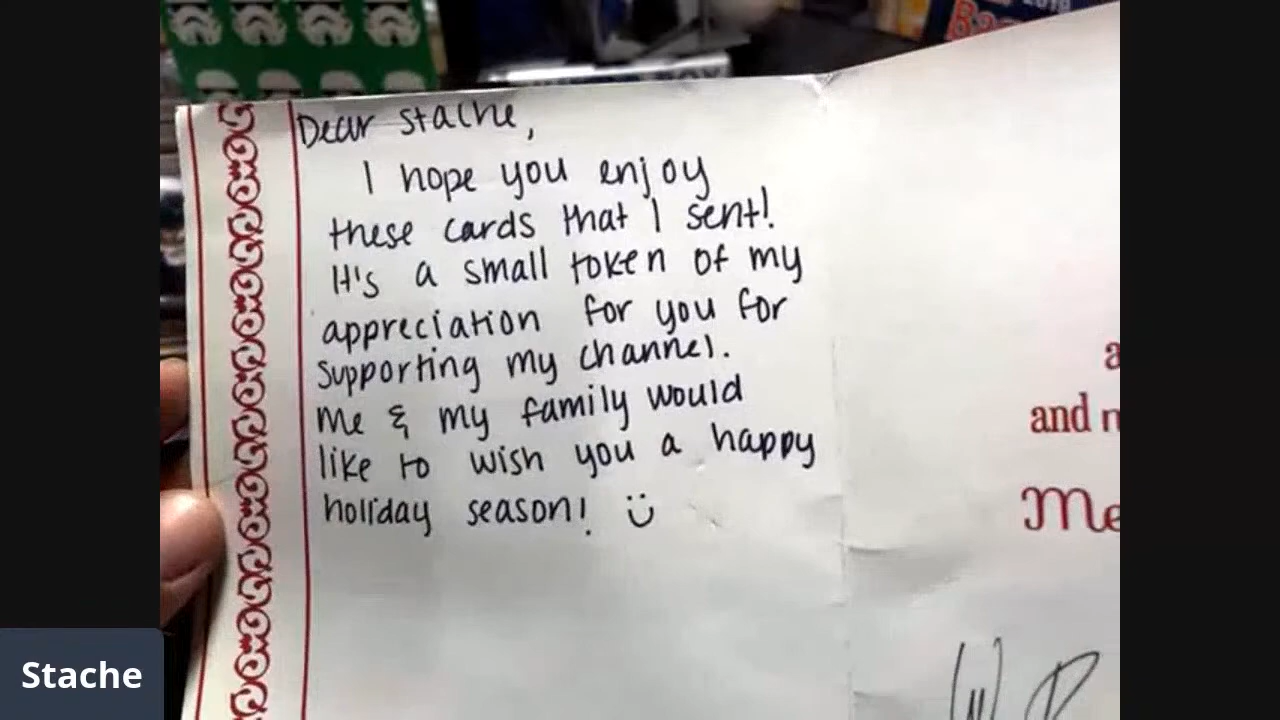 Dear Stache,
I hope you enjoy
these cards that I sent!
It's a small token of my
appreciation for you for
supporting my channel.
Me & my family would
like to wish you a happy
holiday season! :)
and
Me
Stache